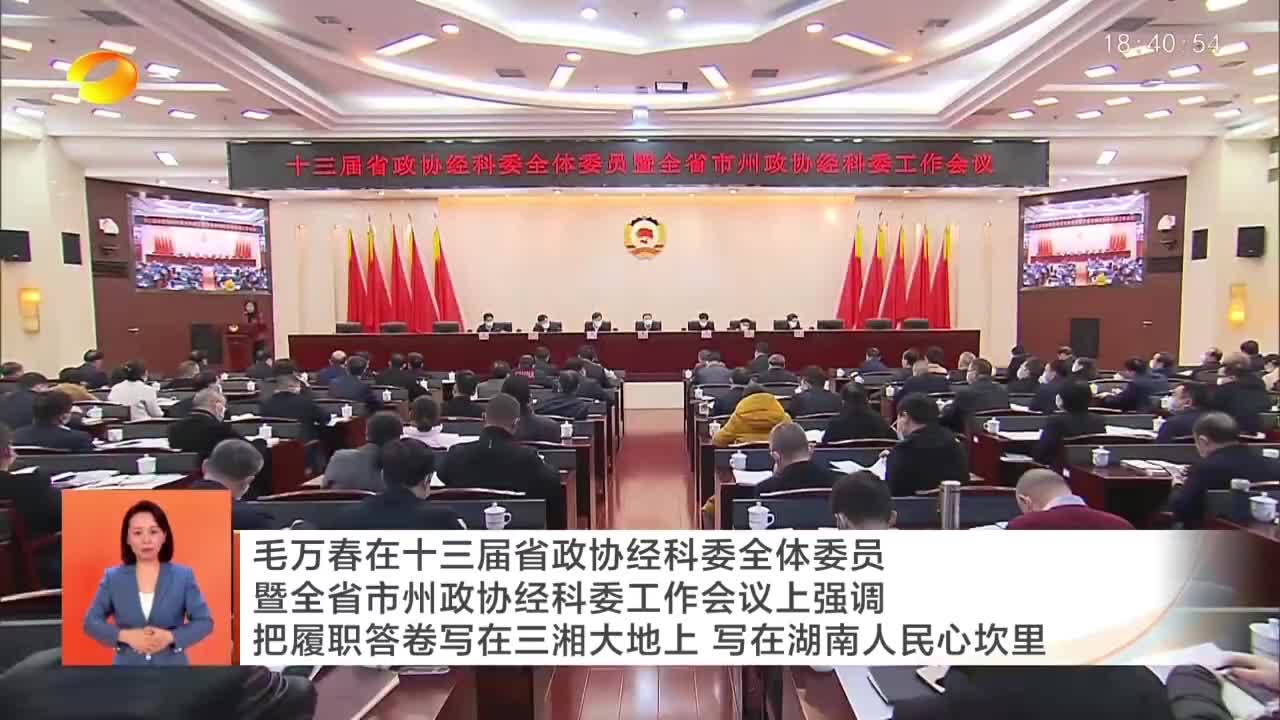 18:40:54
十三届省政协经科委全体委员暨全省市州政协经科委工作会议
毛万春在十三届省政协经科委全体委员
暨全省市州政协经科委工作会议上强调
把履职答卷写在三湘大地上 写在湖南人民心坎里